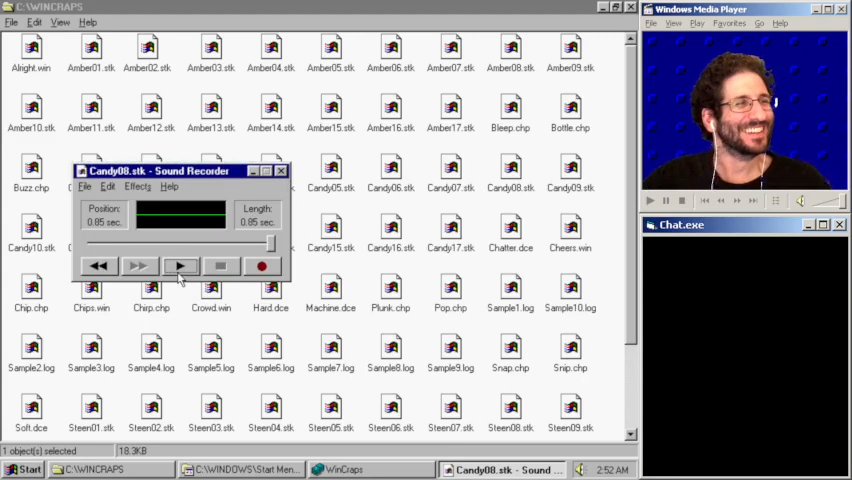 C:\WINCRAPS
File Edit View Help
Alright.win Amber01.stk Amber02.stk Amber03.stk Amber04.stk Amber05.stk Amber06.stk Amber07.stk Amber08.stk Amber09.stk
Amber10.stk Amber11.stk Amber12.stk Amber13.stk Amber14.stk Amber15.stk Amber16.stk Amber17.stk Bleep.chp Bottle.chp
Buzz.chp Candy05.stk Candy06.stk Candy07.stk Candy08.stk Candy09.stk
Candy10.stk Candy15.stk Candy16.stk Candy17.stk Chatter.dce Cheers.win
Chip.chp Chips.win Chirp.chp Crowd.win Hard.dce Machine.dce Plunk.chp Pop.chp Sample1.log Sample10.log
Sample2.log Sample3.log Sample4.log Sample5.log Sample6.log Sample7.log Sample8.log Sample9.log Snap.chp Snip.chp
Soft.dce Steen01.stk Steen02.stk Steen03.stk Steen04.stk Steen05.stk Steen06.stk Steen07.stk Steen08.stk Steen09.stk
1 object(s) selected 18.3KB
Candy08.stk - Sound Recorder
File Edit Effects Help
Position:
0.85 sec.
Length:
0.85 sec.
Windows Media Player
File View Play Favorites Go Help
Chat.exe
Start C:\WINCRAPS C:\WINDOWS\Start Men... WinCraps Candy08.stk - Sound ... 2:52 AM